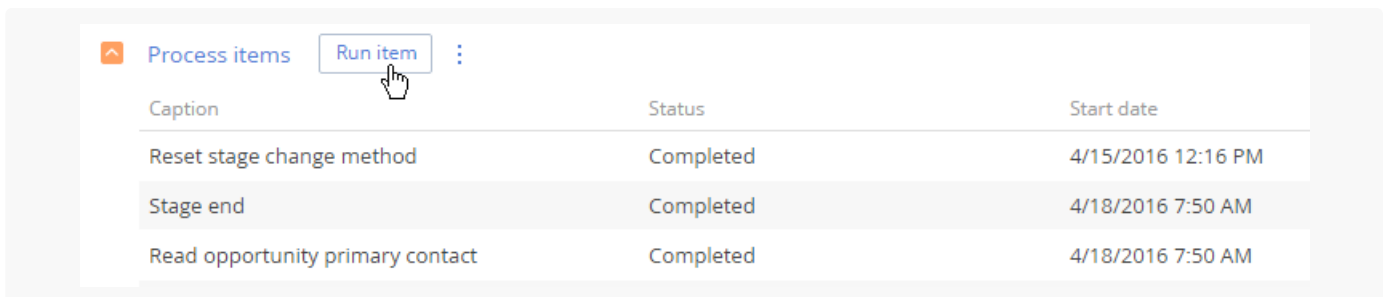 Process items Run item
Caption Status Start date
Reset stage change method Completed 4/15/2016 12:16 PM
Stage end Completed 4/18/2016 7:50 AM
Read opportunity primary contact Completed 4/18/2016 7:50 AM